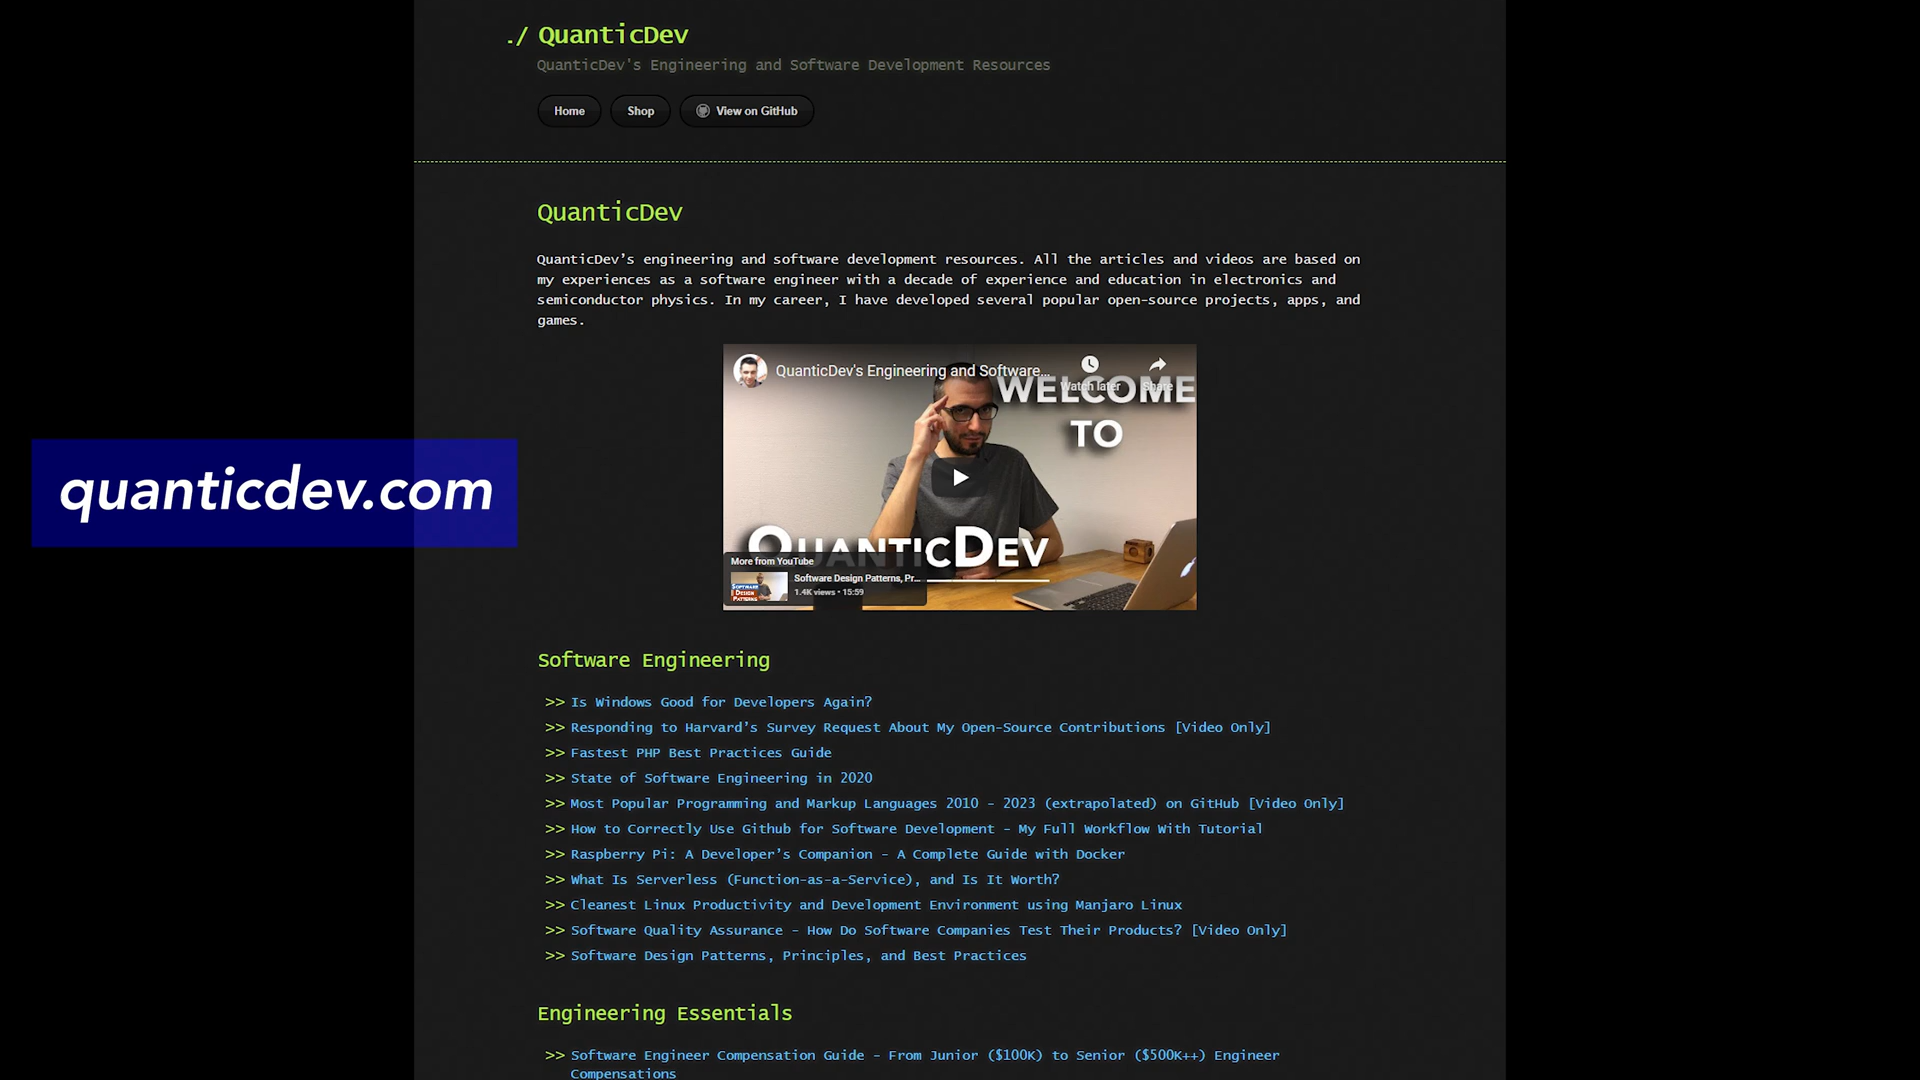 ./ QuanticDev
QuanticDev's Engineering and Software Development Resources
Home
Shop
View on GitHub
QuanticDev
QuanticDev’s engineering and software development resources. All the articles and videos are based on
my experiences as a software engineer with a decade of experience and education in electronics and
semiconductor physics. In my career, I have developed several popular open-source projects, apps, and
games.
QuanticDev's Engineering and Software...
Watch later
Share
WELCOME
TO
quanticdev.com
QUANTICDEV
More from YouTube
Software Design Patterns, Pr...
1.4K views • 15:59
SOFTWARE
DESIGN
PATTERNS
Software Engineering
>> Is Windows Good for Developers Again?
>> Responding to Harvard’s Survey Request About My Open-Source Contributions [Video Only]
>> Fastest PHP Best Practices Guide
>> State of Software Engineering in 2020
>> Most Popular Programming and Markup Languages 2010 - 2023 (extrapolated) on GitHub [Video Only]
>> How to Correctly Use Github for Software Development - My Full Workflow With Tutorial
>> Raspberry Pi: A Developer’s Companion - A Complete Guide with Docker
>> What Is Serverless (Function-as-a-Service), and Is It Worth?
>> Cleanest Linux Productivity and Development Environment using Manjaro Linux
>> Software Quality Assurance - How Do Software Companies Test Their Products? [Video Only]
>> Software Design Patterns, Principles, and Best Practices
Engineering Essentials
>> Software Engineer Compensation Guide - From Junior ($100K) to Senior ($500K++) Engineer
Compensations